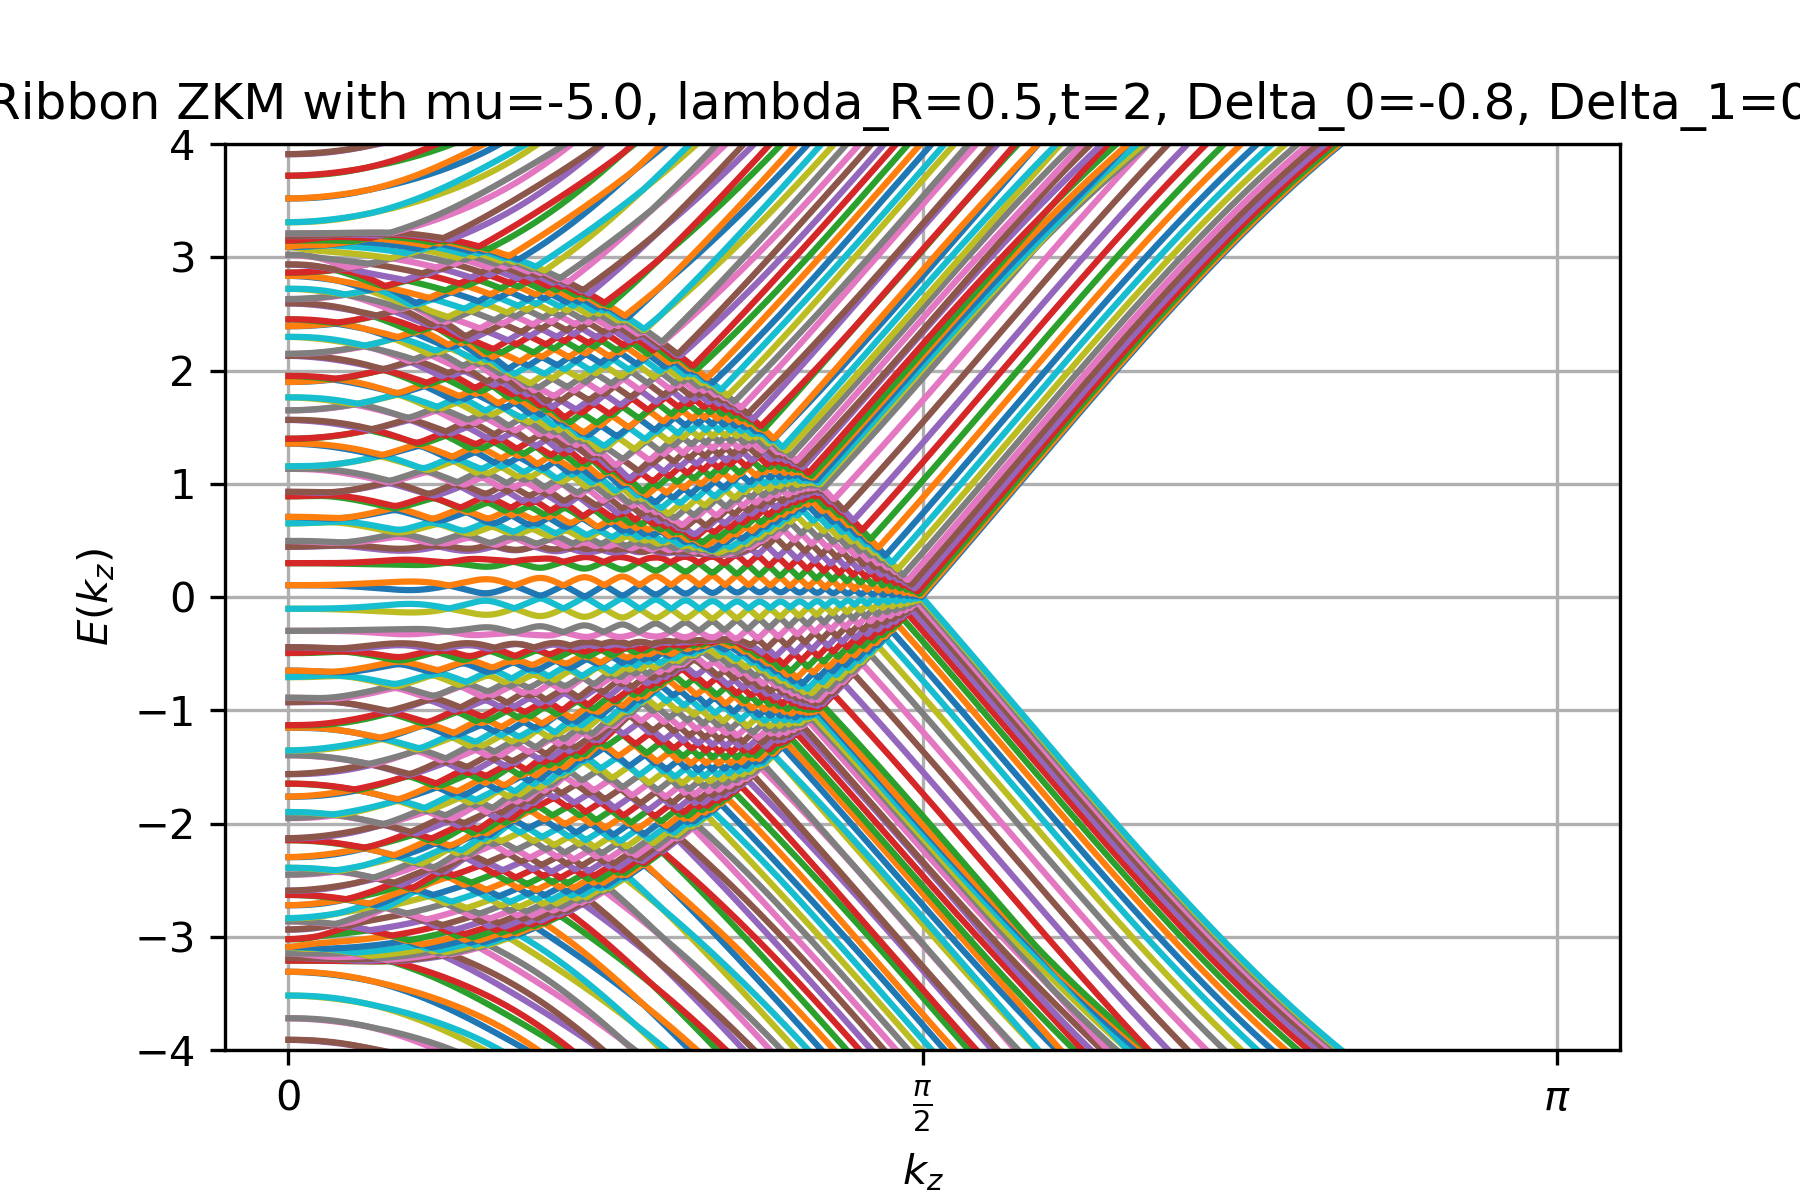 Ribbon ZKM with mu=-5.0, lambda_R=0.5,t=2, Delta_0=-0.8, Delta_1=0
4
3
2
1
0
−1
−2
−3
−4
E(k_z)
0
π/2
π
k_z